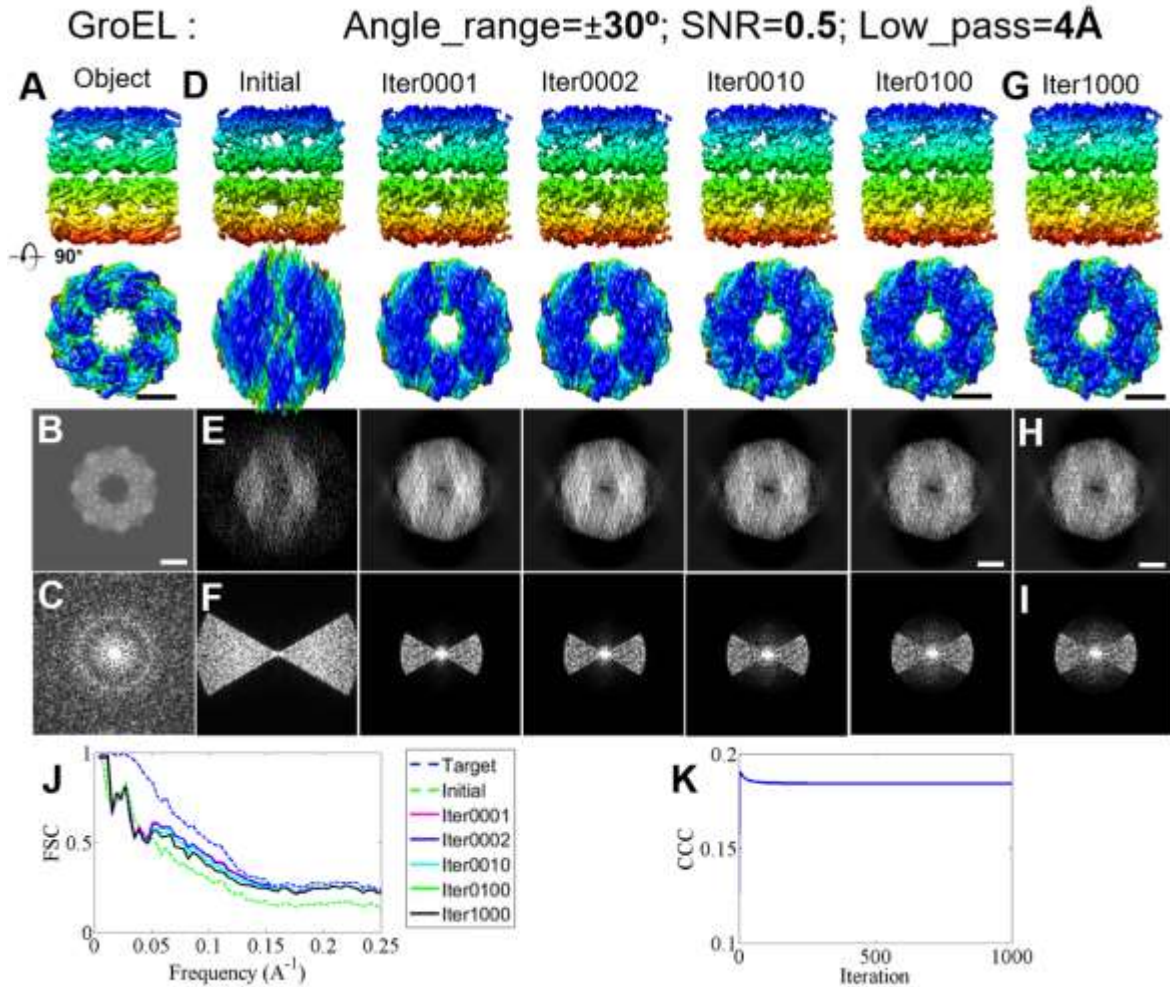 GroEL : Angle_range=±30º; SNR=0.5; Low_pass=4Å
A Object D Initial Iter0001 Iter0002 Iter0010 Iter0100 G Iter1000
90°
B E H
C F I
J
1
0.5
0
FSC
0 0.05 0.1 0.15 0.2 0.25
Frequency (A⁻¹)
Target
Initial
Iter0001
Iter0002
Iter0010
Iter0100
Iter1000
K
0.2
0.15
0.1
CCC
0 500 1000
Iteration